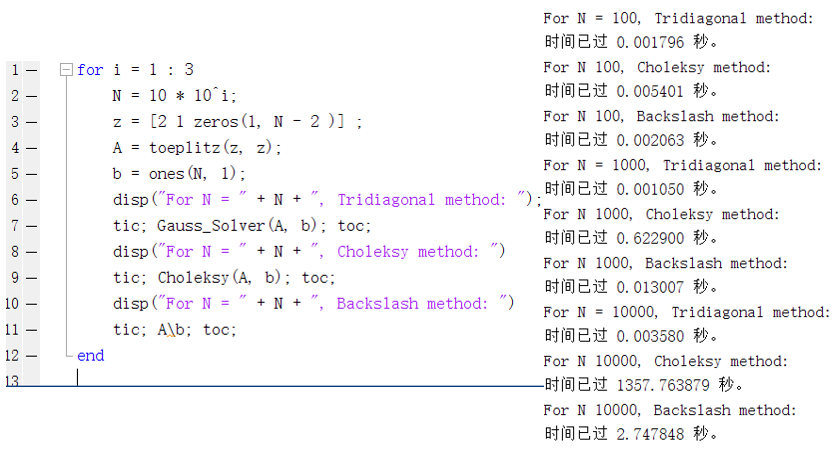 1 — for i = 1 : 3
2 — N = 10 * 10^i;
3 — z = [2 1 zeros(1, N - 2 )] ;
4 — A = toeplitz(z, z);
5 — b = ones(N, 1);
6 — disp("For N = " + N + ", Tridiagonal method: ");
7 — tic; Gauss_Solver(A, b); toc;
8 — disp("For N = " + N + ", Choleksy method: ")
9 — tic; Choleksy(A, b); toc;
10 — disp("For N = " + N + ", Backslash method: ")
11 — tic; A\b; toc;
12 — end
13
For N = 100, Tridiagonal method:
时间已过 0.001796 秒。
For N 100, Choleksy method:
时间已过 0.005401 秒。
For N 100, Backslash method:
时间已过 0.002063 秒。
For N = 1000, Tridiagonal method:
时间已过 0.001050 秒。
For N 1000, Choleksy method:
时间已过 0.622900 秒。
For N 1000, Backslash method:
时间已过 0.013007 秒。
For N = 10000, Tridiagonal method:
时间已过 0.003580 秒。
For N 10000, Choleksy method:
时间已过 1357.763879 秒。
For N 10000, Backslash method:
时间已过 2.747848 秒。